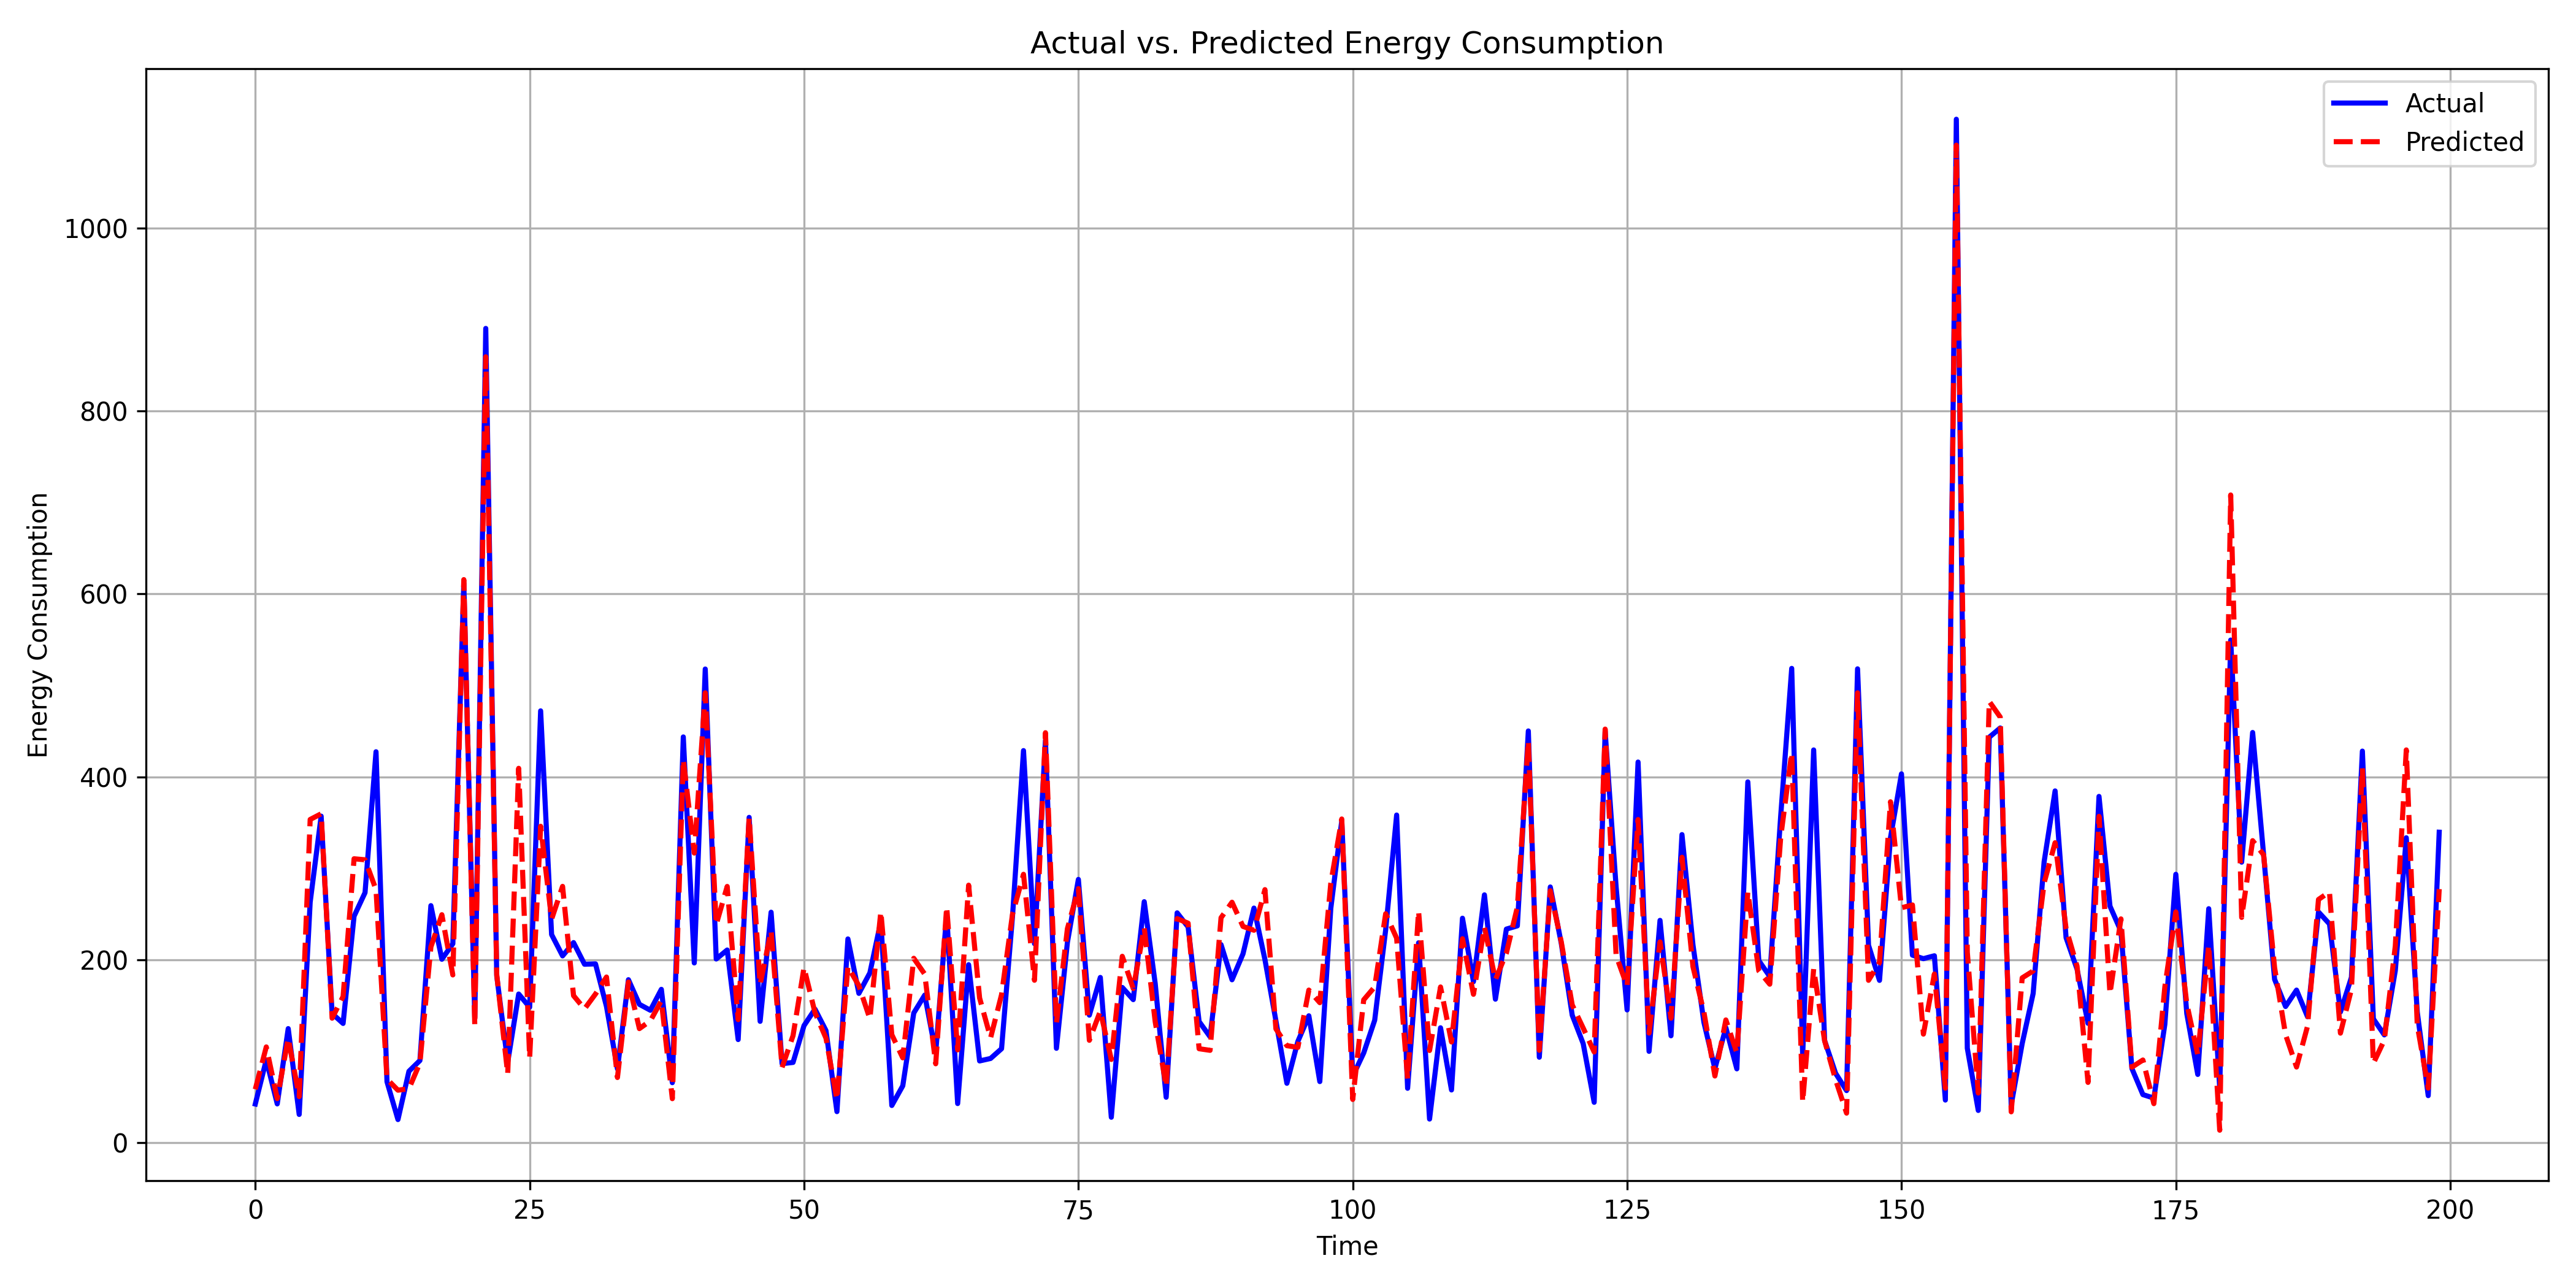 Actual vs. Predicted Energy Consumption
Actual
Predicted
Energy Consumption
1000
800
600
400
200
0
0 25 50 75 100 125 150 175 200
Time